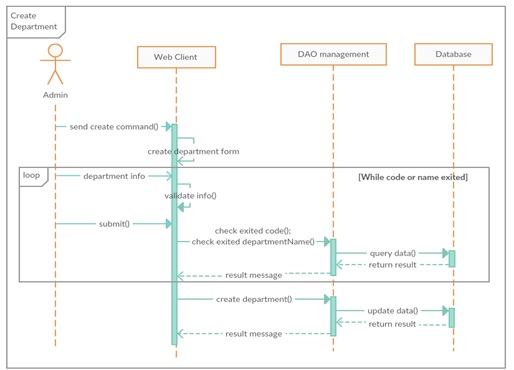 Create
Department
Admin
Web Client
DAO management
Database
send create command()
create department form
loop
[While code or name exited]
department info
validate info()
submit()
check exited code();
check exited departmentName()
query data()
return result
result message
create department()
update data()
return result
result message